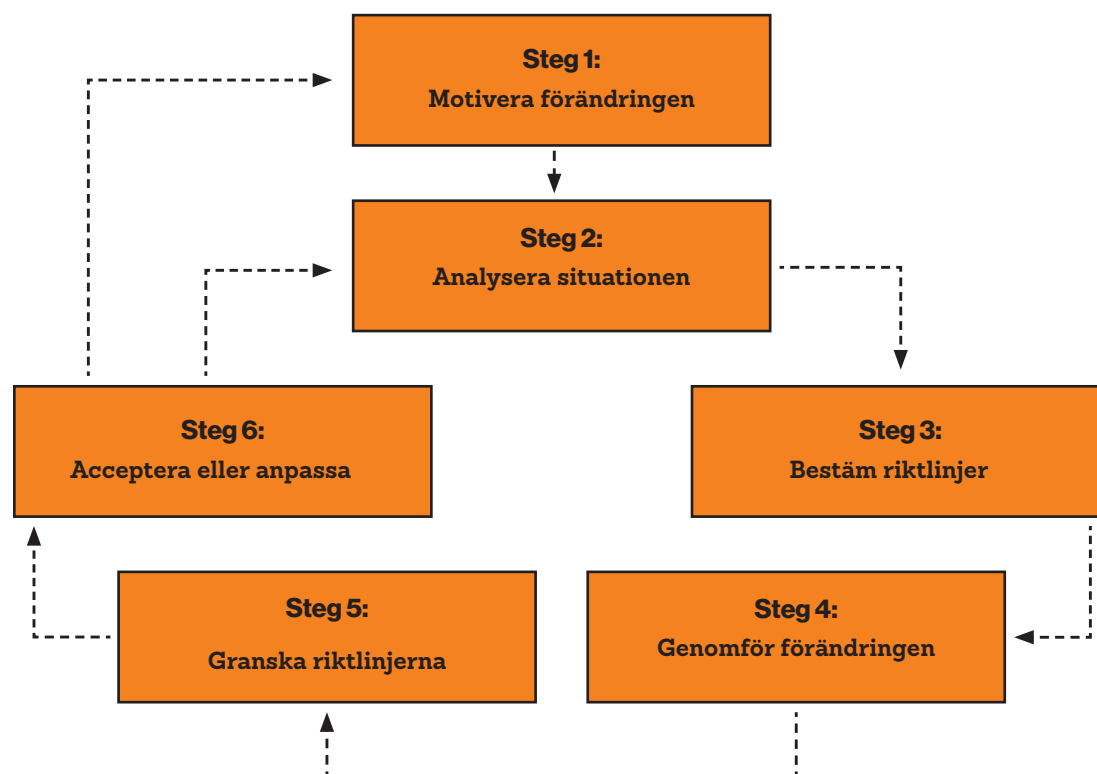 Steg 1:
Motivera förändringen
Steg 2:
Analysera situationen
Steg 3:
Bestäm riktlinjer
Steg 4:
Genomför förändringen
Steg 5:
Granska riktlinjerna
Steg 6:
Acceptera eller anpassa